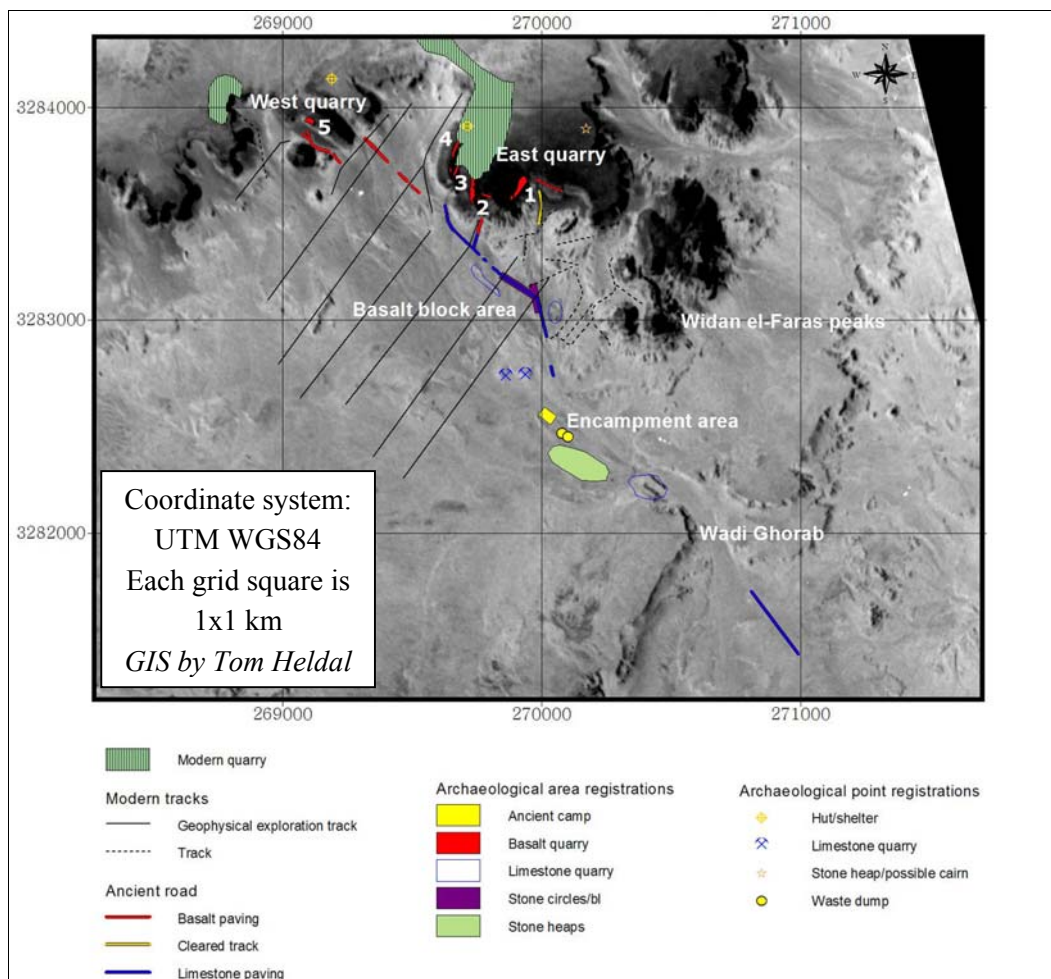 269000 270000 271000
N
W E
S
3284000
West quarry
5
4
East quarry
3
1
2
Basalt block area
3283000
Widan el-Faras peaks
Encampment area
Coordinate system:
UTM WGS84
Each grid square is
1x1 km
GIS by Tom Heldal
3282000
Wadi Ghorab
269000 270000 271000
Modern quarry
Modern tracks
Geophysical exploration track
Track
Ancient road
Basalt paving
Cleared track
Limestone paving
Archaeological area registrations
Ancient camp
Basalt quarry
Limestone quarry
Stone circles/bl
Stone heaps
Archaeological point registrations
Hut/shelter
Limestone quarry
Stone heap/possible cairn
Waste dump